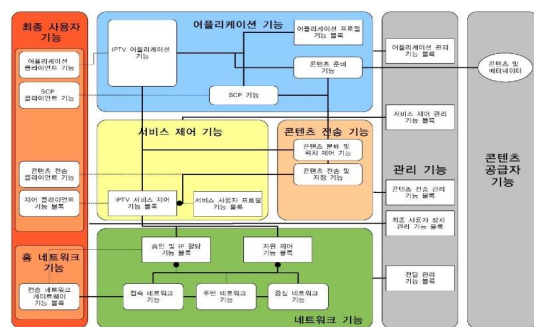 최종 사용자
기능
어플리케이션
클라이언트 기능
SCP
클라이언트 기능
콘텐츠 전송
클라이언트 기능
제어 클라이언트
기능 블록
홈 네트워크
기능
전송 네트워크
게이트웨이
기능 블록
어플리케이션 기능
IPTV 어플리케이션
기능
어플리케이션 프로필
기능 블록
콘텐츠 준비
기능
SCP 기능
서비스 제어 기능
IPTV 서비스 제어
기능 블록
서비스 사용자 프로필
기능 블록
콘텐츠 전송 기능
콘텐츠 분배 및
위치 제어 기능
콘텐츠 전송 및
저장 기능
승인 및 IP 할당
기능 블록
자원 제어
기능 블록
접속 네트워크
기능
주변 네트워크
기능
중심 네트워크
기능
네트워크 기능
어플리케이션 관리
기능 블록
서비스 제어 관리
기능 블록
관리 기능
콘텐츠 전송 관리
기능 블록
최종 사용자 장치
관리 기능 블록
전달 관리
기능 블록
콘텐츠 및
메타데이터
콘텐츠
공급자
기능